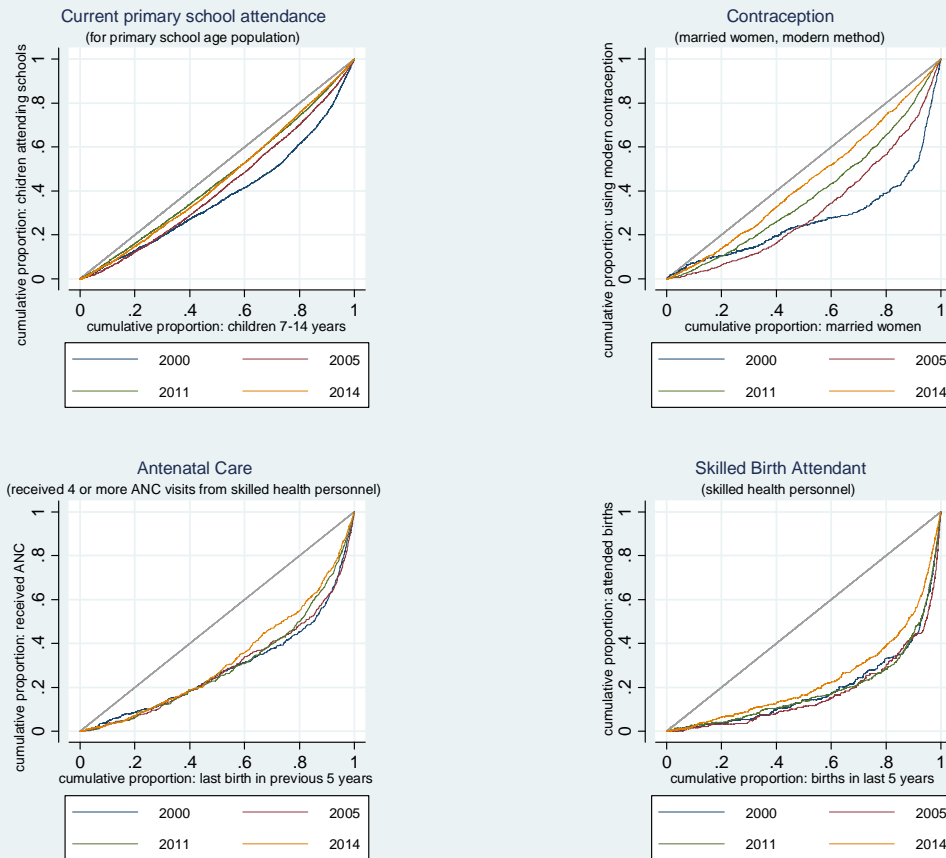 Current primary school attendance
(for primary school age population)
cumulative proportion: children attending schools
1
.8
.6
.4
.2
0
0 .2 .4 .6 .8 1
cumulative proportion: children 7-14 years
2000 2005
2011 2014
Contraception
(married women, modern method)
cumulative proportion: using modern contraception
1
.8
.6
.4
.2
0
0 .2 .4 .6 .8 1
cumulative proportion: married women
2000 2005
2011 2014
Antenatal Care
(received 4 or more ANC visits from skilled health personnel)
cumulative proportion: received ANC
1
.8
.6
.4
.2
0
0 .2 .4 .6 .8 1
cumulative proportion: last birth in previous 5 years
2000 2005
2011 2014
Skilled Birth Attendant
(skilled health personnel)
cumulative proportion: attended births
1
.8
.6
.4
.2
0
0 .2 .4 .6 .8 1
cumulative proportion: births in last 5 years
2000 2005
2011 2014